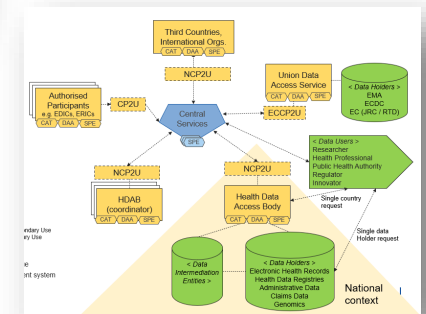 Third Countries,
International Orgs.
CAT DAA SPE
NCP2U
Authorised
Participants
e.g. EDIICs, ERICs
CAT DAA SPE
CP2U
Central
Services
SPE
Union Data
Access Service
CAT DAA SPE
ECCP2U
< Data Holders >
EMA
ECDC
EC (JRC / RTD)
< Data Users >
Researcher
Health Professional
Public Health Authority
Regulator
Innovator
NCP2U
HDAB
(coordinator)
CAT DAA SPE
NCP2U
Health Data
Access Body
CAT DAA SPE
Single country
request
Single data
Holder request
< Data
Intermediation
Entities >
< Data Holders >
Electronic Health Records
Health Data Registries
Administrative Data
Claims Data
Genomics
National
context
ondary Use
ary Use
ent system